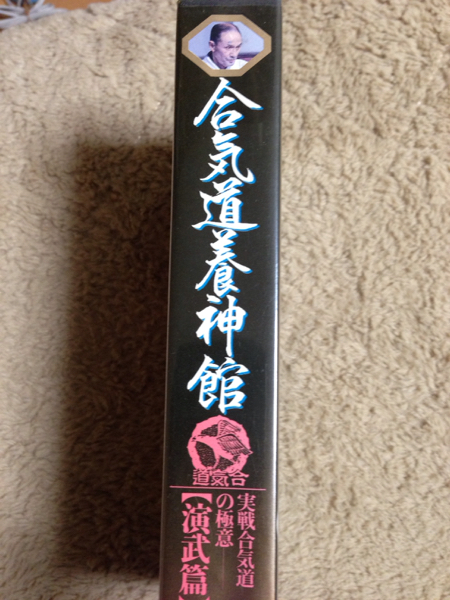 合気道養神館
道気合
実戦合気道
の極意
【演武篇】